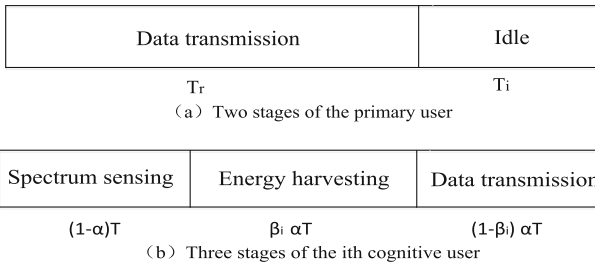 Data transmission Idle
Tr Ti
（a）Two stages of the primary user
Spectrum sensing Energy harvesting Data transmission
(1-α)T βi αT (1-βi) αT
（b）Three stages of the ith cognitive user